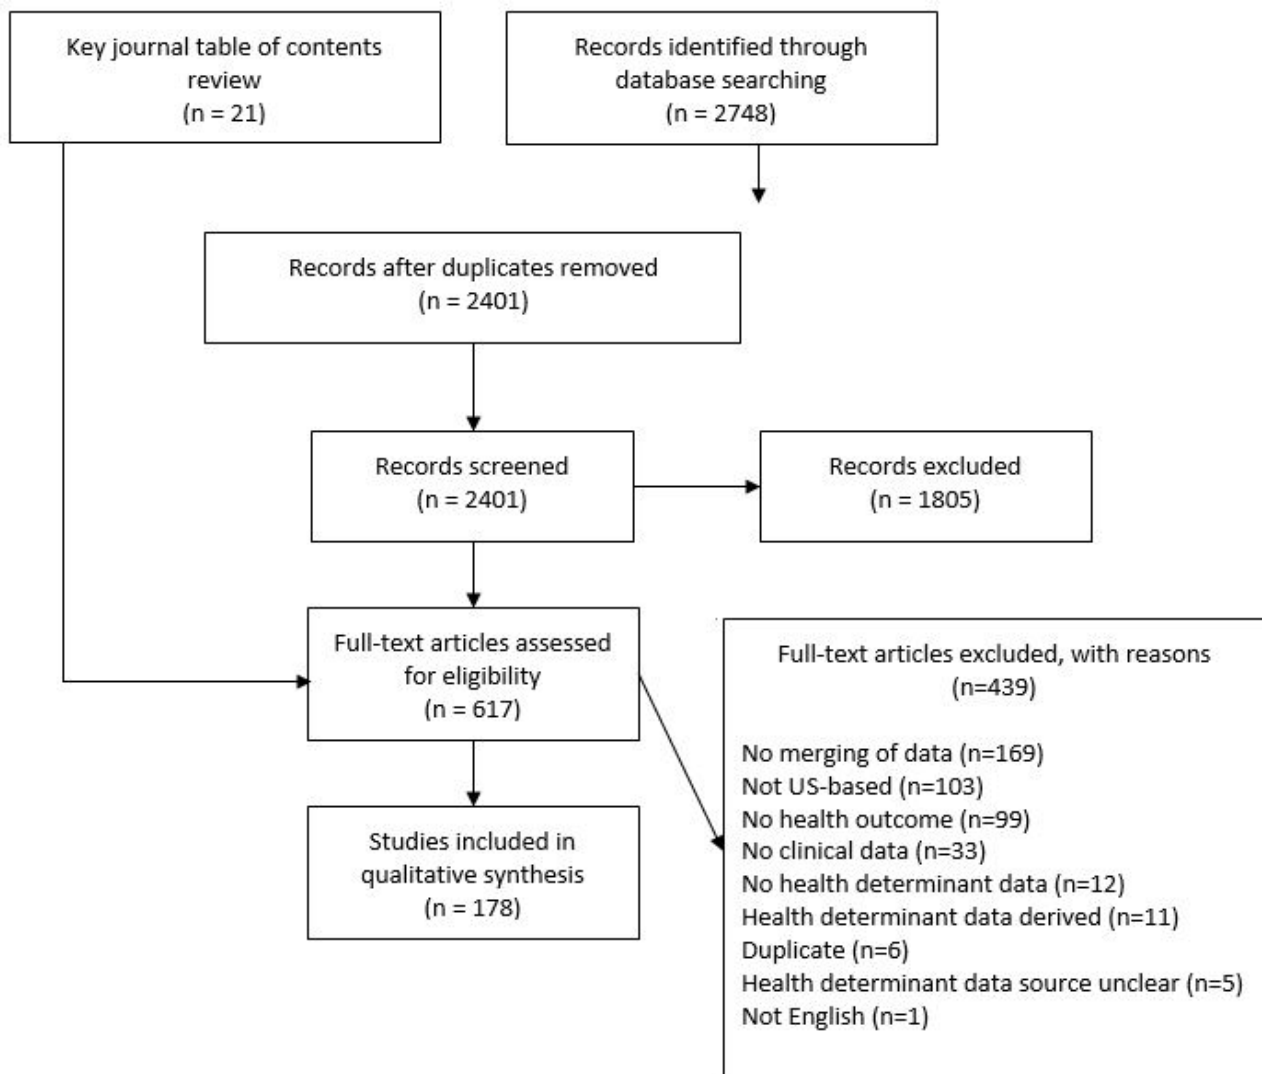 Key journal table of contents
review
(n = 21)
Records identified through
database searching
(n = 2748)
Records after duplicates removed
(n = 2401)
Records screened
(n = 2401)
Records excluded
(n = 1805)
Full-text articles assessed
for eligibility
(n = 617)
Full-text articles excluded, with reasons
(n=439)
No merging of data (n=169)
Not US-based (n=103)
No health outcome (n=99)
No clinical data (n=33)
No health determinant data (n=12)
Health determinant data derived (n=11)
Duplicate (n=6)
Health determinant data source unclear (n=5)
Not English (n=1)
Studies included in
qualitative synthesis
(n = 178)